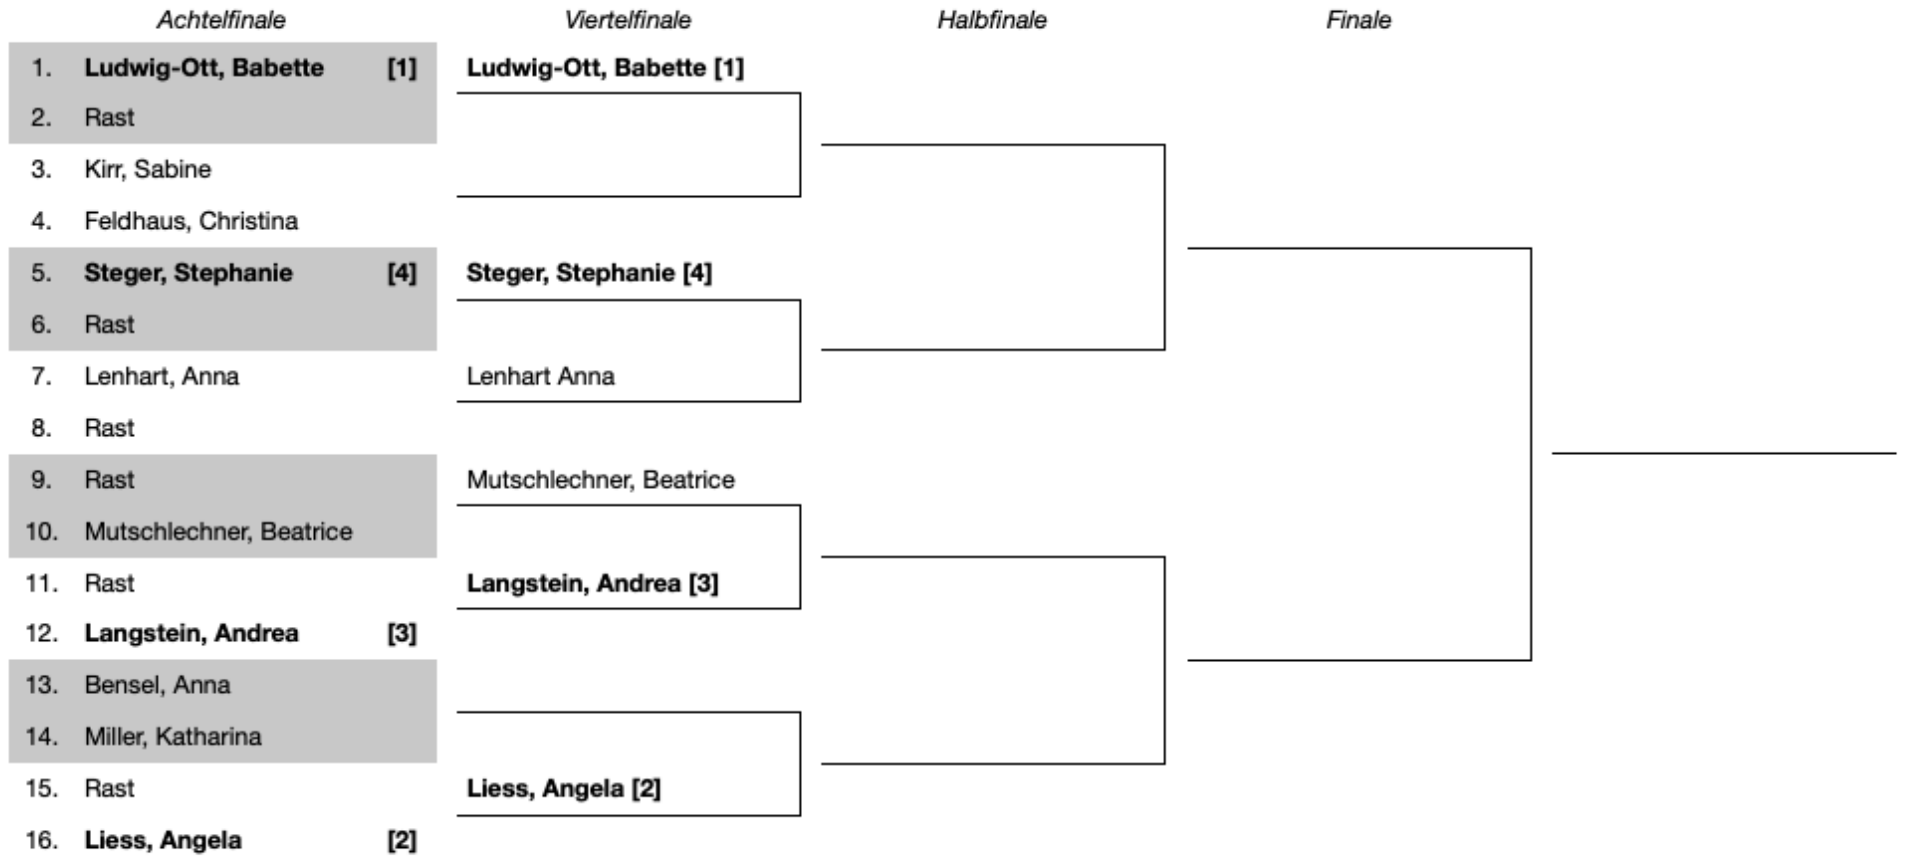 Achtelfinale Viertelfinale Halbfinale Finale
1. Ludwig-Ott, Babette [1] Ludwig-Ott, Babette [1]
2. Rast
3. Kirr, Sabine
4. Feldhaus, Christina
5. Steger, Stephanie [4] Steger, Stephanie [4]
6. Rast
7. Lenhart, Anna Lenhart Anna
8. Rast
9. Rast Mutschlechner, Beatrice
10. Mutschlechner, Beatrice
11. Rast Langstein, Andrea [3]
12. Langstein, Andrea [3]
13. Bensel, Anna
14. Miller, Katharina
15. Rast Liess, Angela [2]
16. Liess, Angela [2]